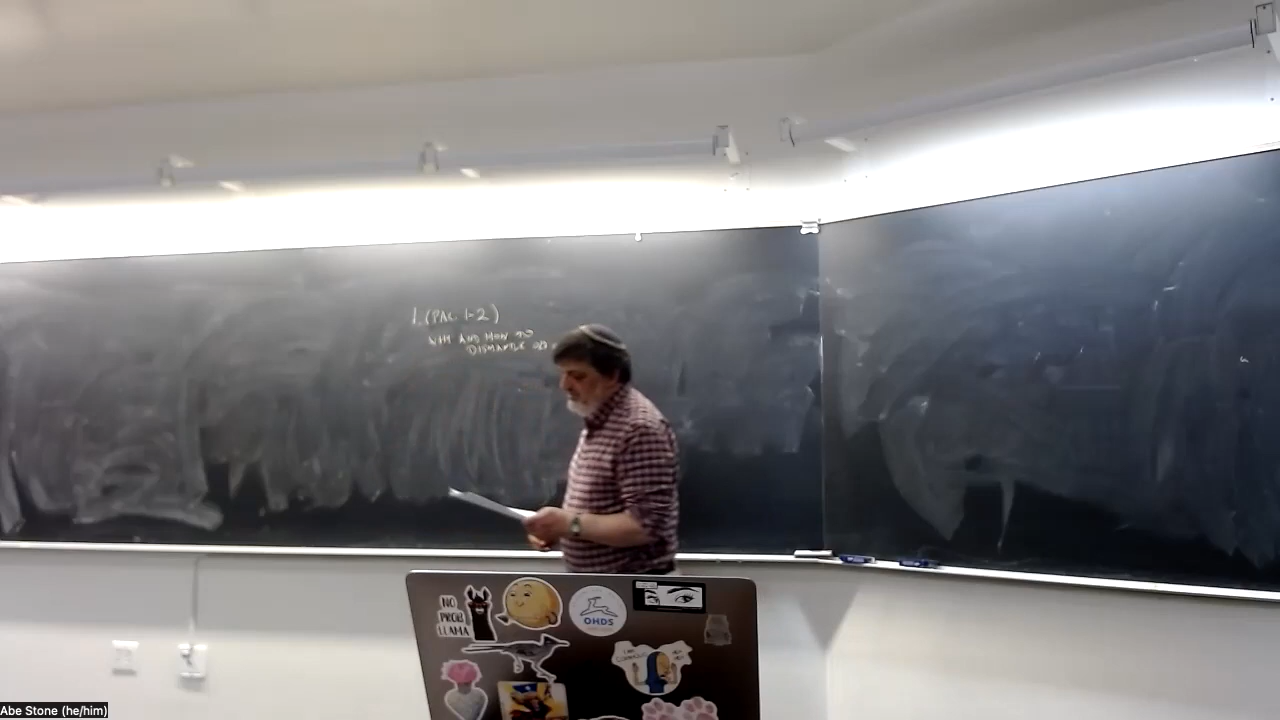 1. (PAC. 1-2)
WHY AND HOW TO
DISMANTLE
NO
PROB
LLAMA
OHDS
Abe Stone (he/him)